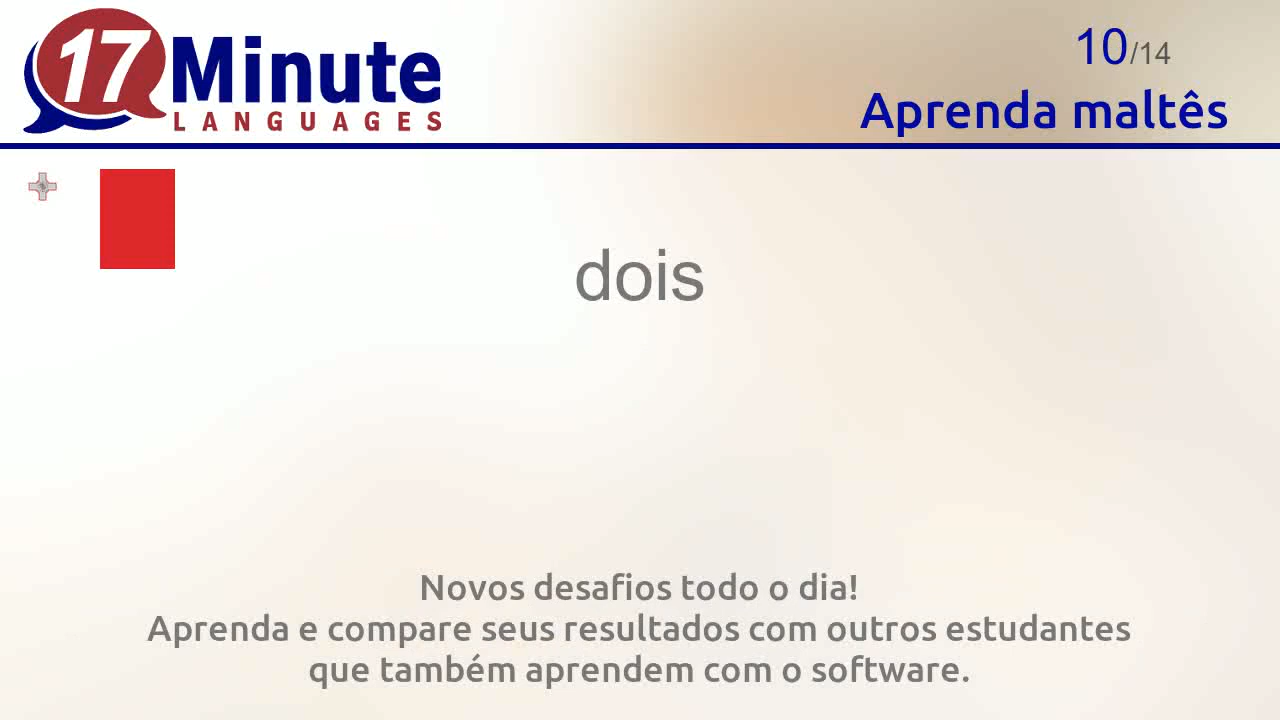 17 Minute
LANGUAGES
10/14
Aprenda maltês
dois
Novos desafios todo o dia!
Aprenda e compare seus resultados com outros estudantes
que também aprendem com o software.